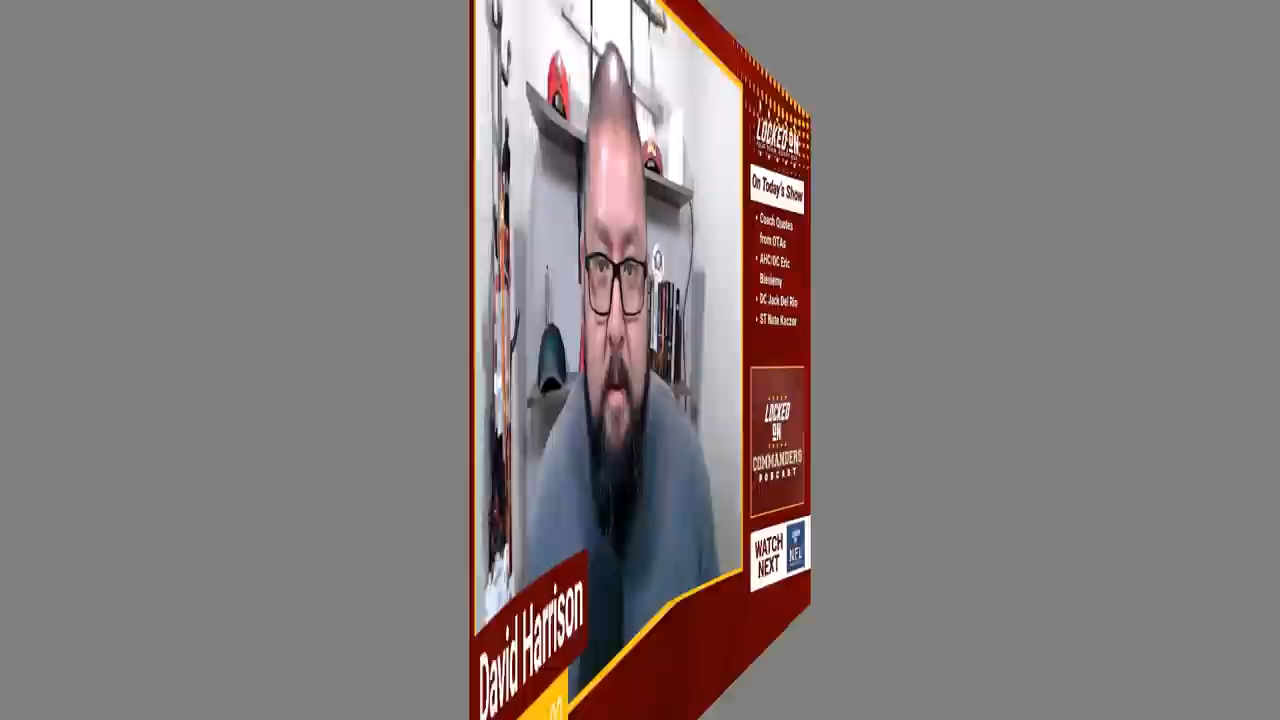 LOCKED ON
On Today's Show
• Coach Quotes
from OTAs
• AHC/OC Eric
Bieniemy
• DC Jack Del Rio
• ST Nate Kaczor
LOCKED
ON
COMMANDERS
PODCAST
WATCH
NEXT
NFL
David Harrison